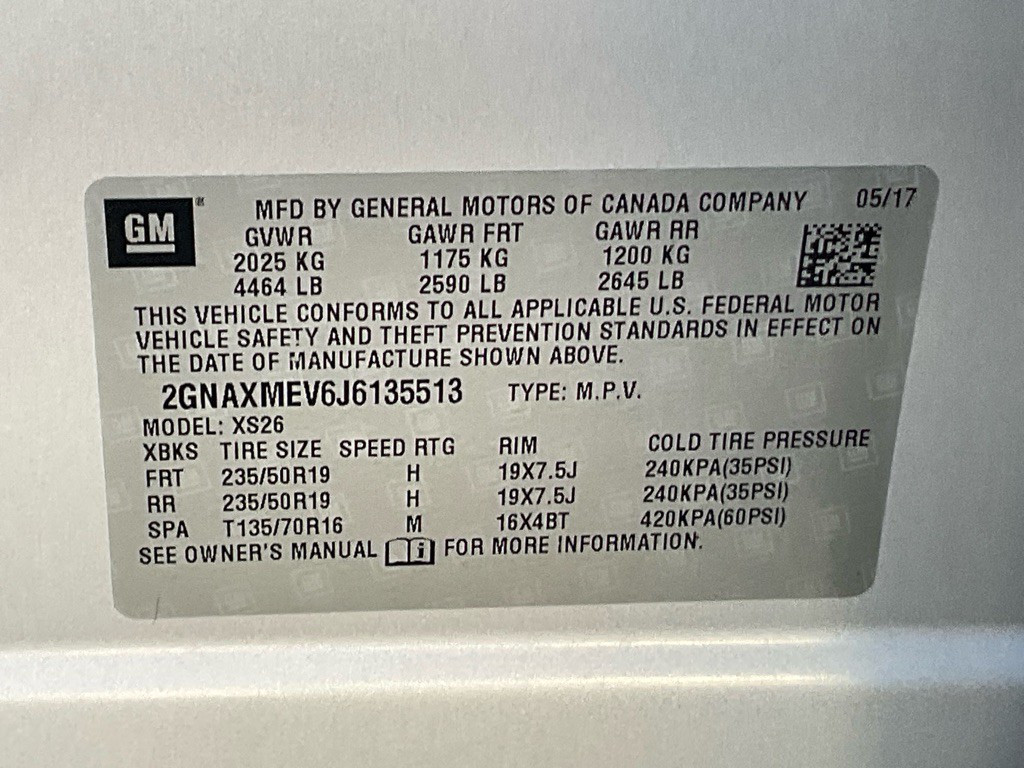 GM ® MFD BY GENERAL MOTORS OF CANADA COMPANY 05/17
GVWR GAWR FRT GAWR RR
2025 KG 1175 KG 1200 KG
4464 LB 2590 LB 2645 LB
THIS VEHICLE CONFORMS TO ALL APPLICABLE U.S. FEDERAL MOTOR
VEHICLE SAFETY AND THEFT PREVENTION STANDARDS IN EFFECT ON
THE DATE OF MANUFACTURE SHOWN ABOVE.
2GNAXMEV6J6135513 TYPE: M.P.V.
MODEL: XS26
XBKS TIRE SIZE SPEED RTG RIM COLD TIRE PRESSURE
FRT 235/50R19 H 19X7.5J 240KPA(35PSI)
RR 235/50R19 H 19X7.5J 240KPA(35PSI)
SPA T135/70R16 M 16X4BT 420KPA(60PSI)
SEE OWNER'S MANUAL i FOR MORE INFORMATION.